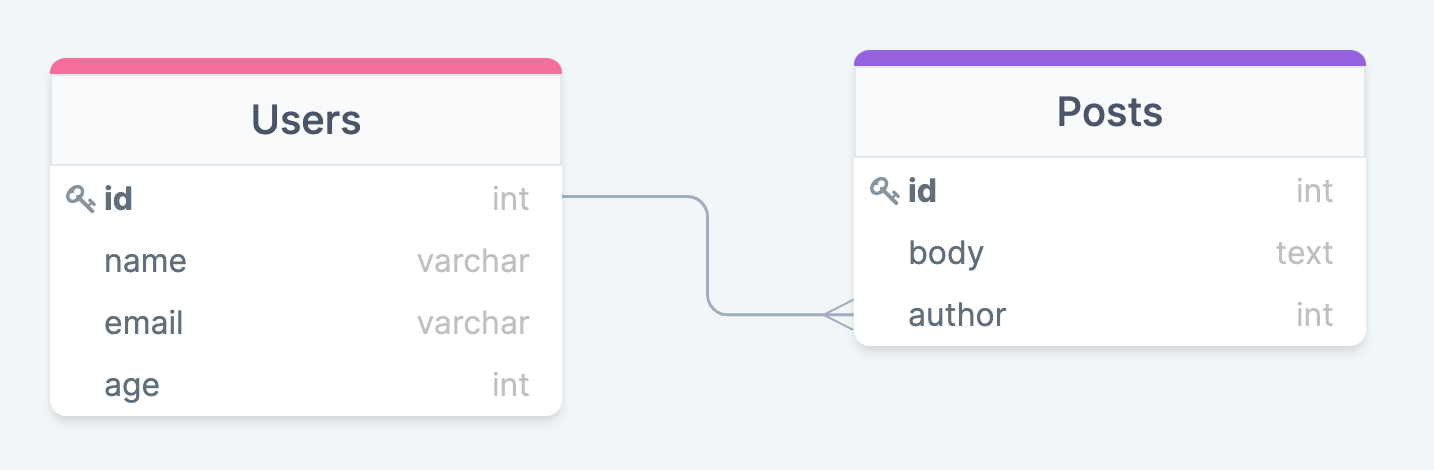 Users
id int
name varchar
email varchar
age int
Posts
id int
body text
author int